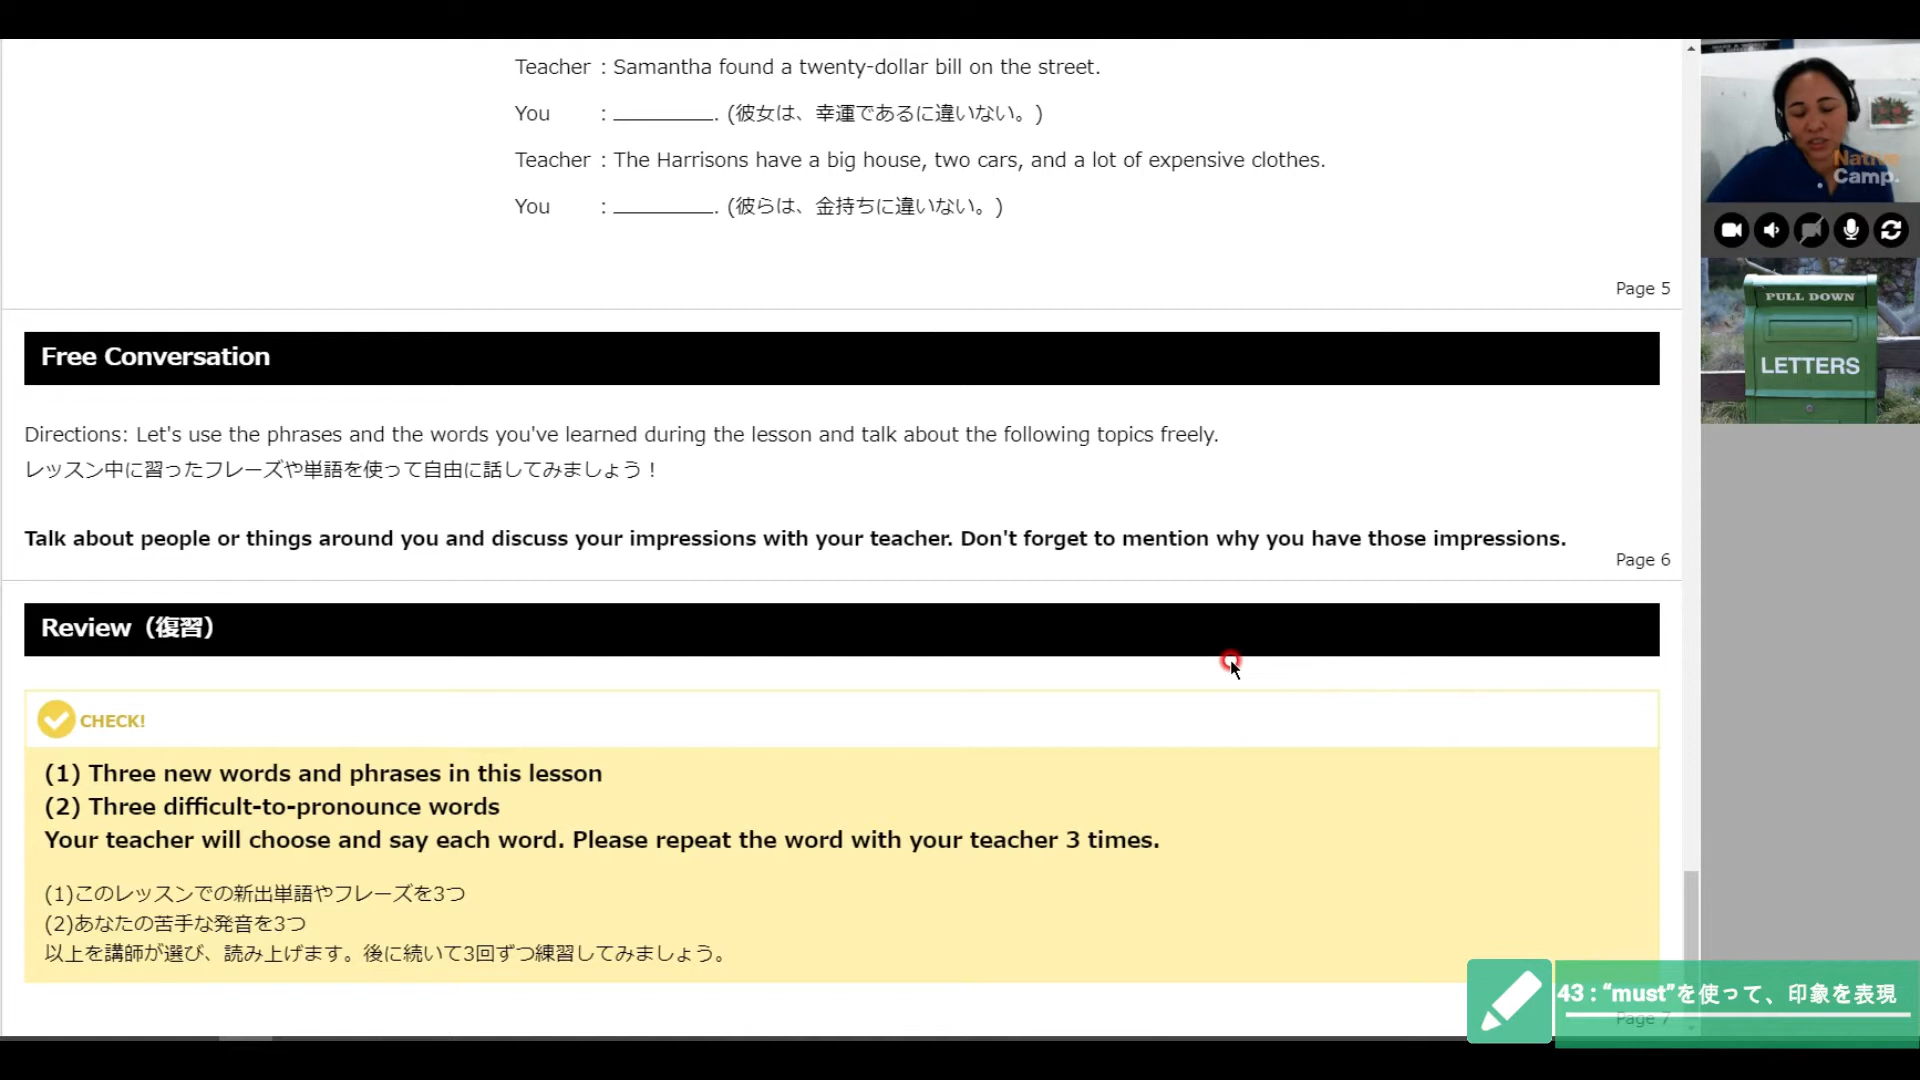 Teacher : Samantha found a twenty-dollar bill on the street.
You : __________. (彼女は、幸運であるに違いない。)
Teacher : The Harrisons have a big house, two cars, and a lot of expensive clothes.
You : __________. (彼らは、金持ちに違いない。)
Page 5
Free Conversation
Directions: Let's use the phrases and the words you've learned during the lesson and talk about the following topics freely.
レッスン中に習ったフレーズや単語を使って自由に話してみましょう！
Talk about people or things around you and discuss your impressions with your teacher. Don't forget to mention why you have those impressions.
Page 6
Review（復習）
CHECK!
(1) Three new words and phrases in this lesson
(2) Three difficult-to-pronounce words
Your teacher will choose and say each word. Please repeat the word with your teacher 3 times.
(1)このレッスンでの新出単語やフレーズを3つ
(2)あなたの苦手な発音を3つ
以上を講師が選び、読み上げます。後に続いて3回ずつ練習してみましょう。
Page 7
43 : “must”を使って、印象を表現
Native
Camp.
PULL DOWN
LETTERS